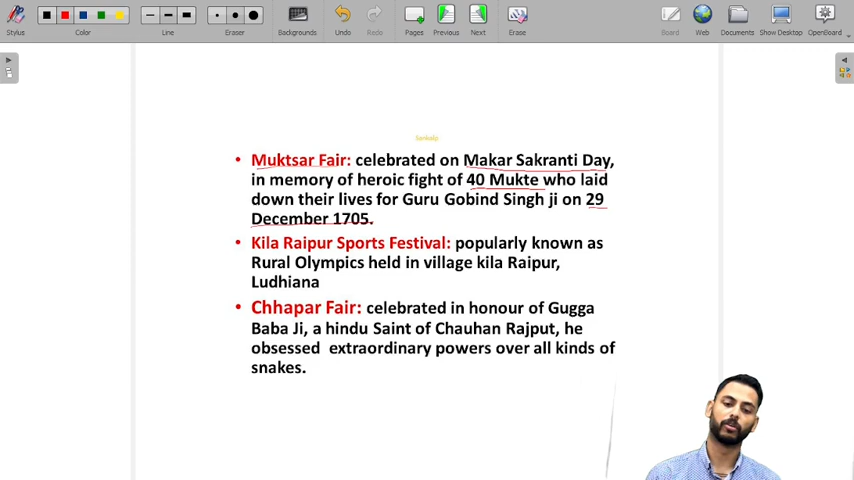 Stylus
Color
Line
Eraser
Backgrounds
Undo
Redo
Pages
Previous
Next
Erase
Board
Web
Documents
Show Desktop
OpenBoard
• Muktsar Fair: celebrated on Makar Sakranti Day,
in memory of heroic fight of 40 Mukte who laid
down their lives for Guru Gobind Singh ji on 29
December 1705.
• Kila Raipur Sports Festival: popularly known as
Rural Olympics held in village kila Raipur,
Ludhiana
• Chhapar Fair: celebrated in honour of Gugga
Baba Ji, a hindu Saint of Chauhan Rajput, he
obsessed extraordinary powers over all kinds of
snakes.